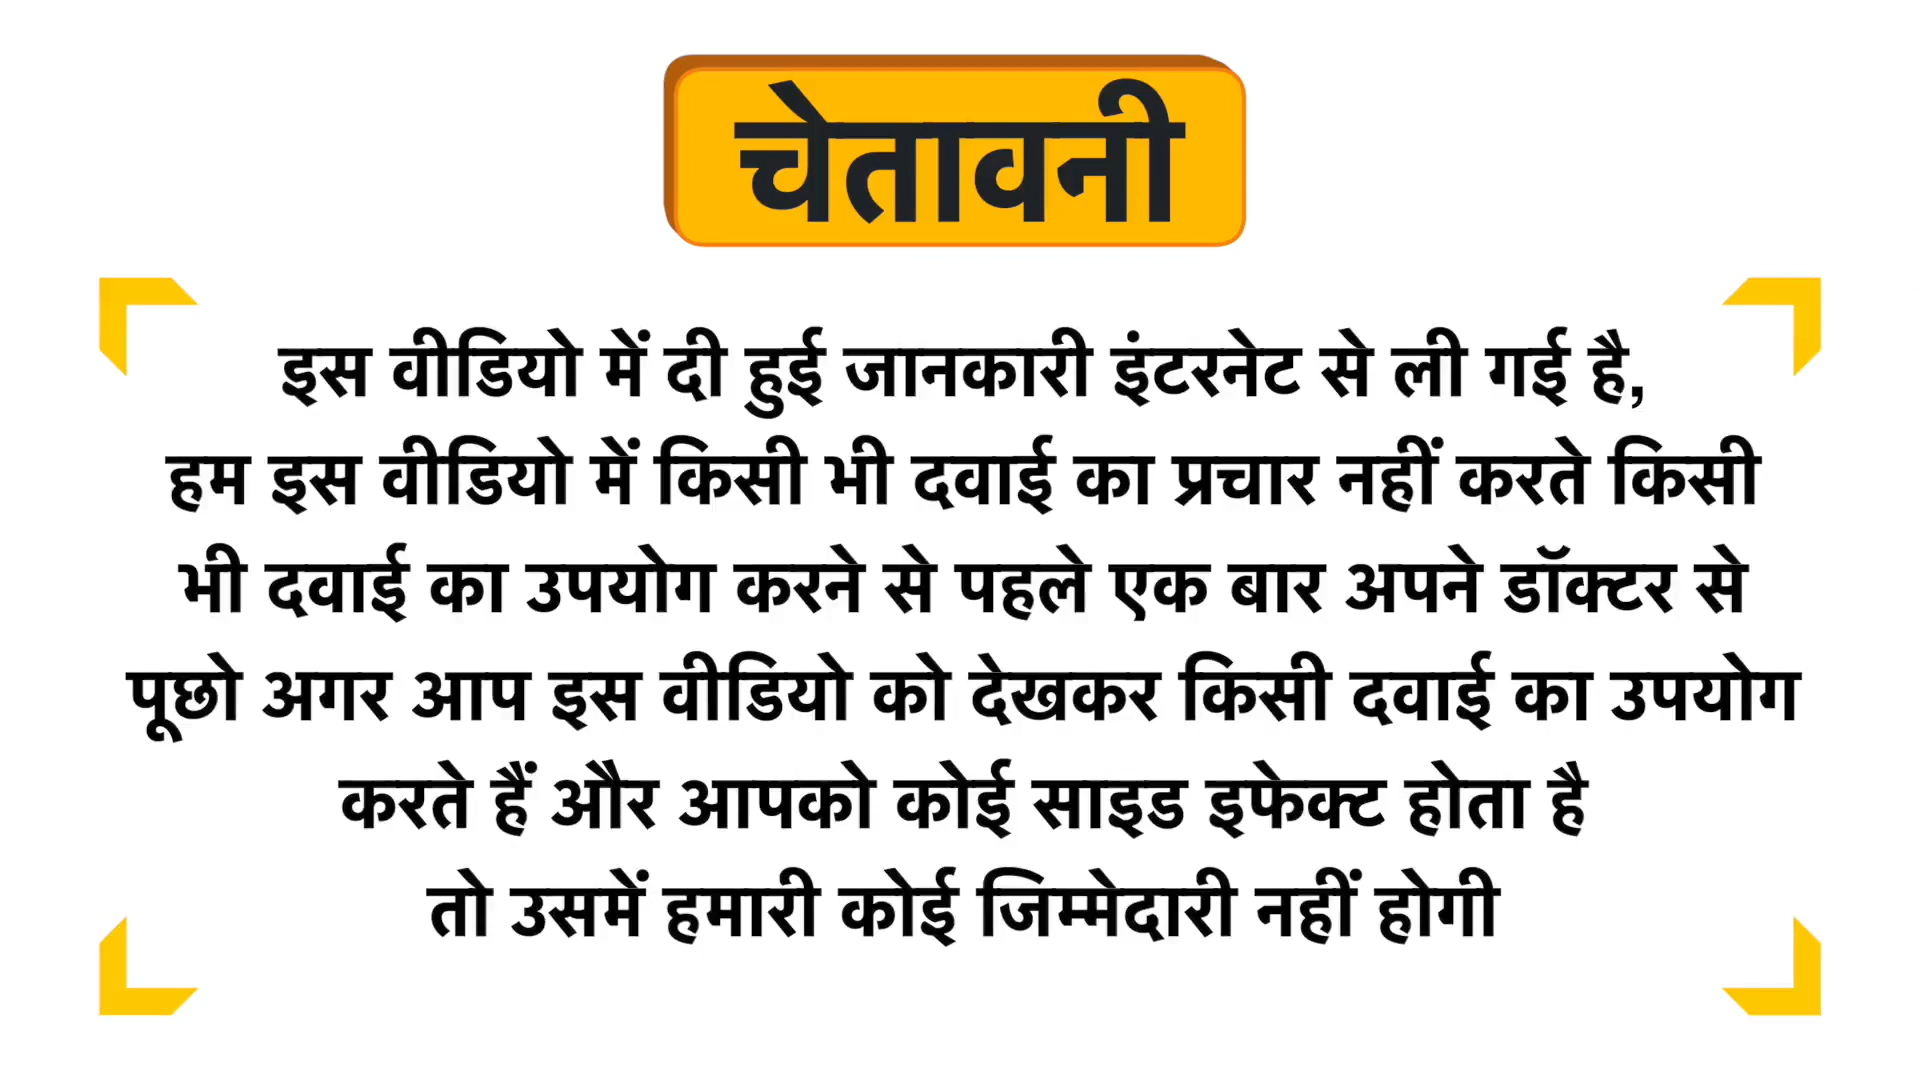 चेतावनी
इस वीडियो में दी हुई जानकारी इंटरनेट से ली गई है,
हम इस वीडियो में किसी भी दवाई का प्रचार नहीं करते किसी
भी दवाई का उपयोग करने से पहले एक बार अपने डॉक्टर से
पूछो अगर आप इस वीडियो को देखकर किसी दवाई का उपयोग
करते हैं और आपको कोई साइड इफेक्ट होता है
तो उसमें हमारी कोई जिम्मेदारी नहीं होगी